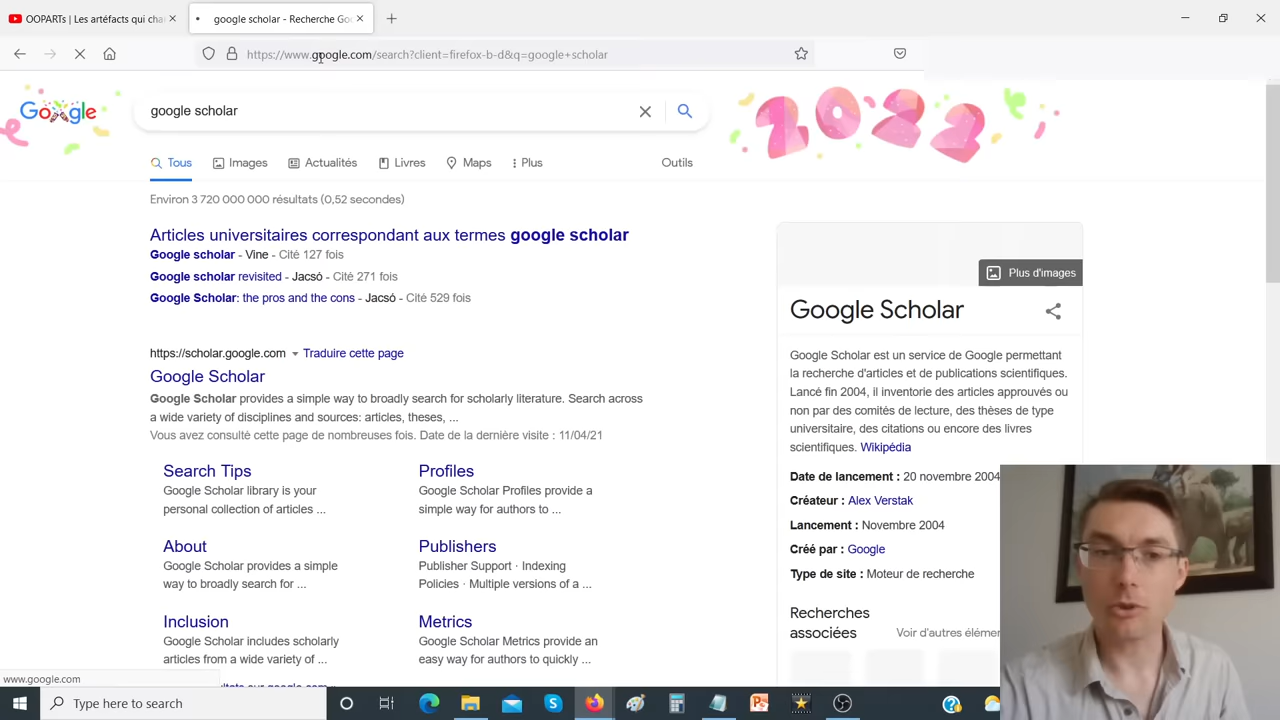 OOPARTs | Les artéfacts qui cha
google scholar - Recherche Goo
https://www.google.com/search?client=firefox-b-d&q=google+scholar
Google
google scholar
2022
Tous
Images
Actualités
Livres
Maps
Plus
Outils
Environ 3 720 000 000 résultats (0,52 secondes)
Articles universitaires correspondant aux termes google scholar
Google scholar - Vine - Cité 127 fois
Google scholar revisited - Jacsó - Cité 271 fois
Google Scholar: the pros and the cons - Jacsó - Cité 529 fois
https://scholar.google.com Traduire cette page
Google Scholar
Google Scholar provides a simple way to broadly search for scholarly literature. Search across
a wide variety of disciplines and sources: articles, theses, ...
Vous avez consulté cette page de nombreuses fois. Date de la dernière visite : 11/04/21
Search Tips
Google Scholar library is your
personal collection of articles ...
Profiles
Google Scholar Profiles provide a
simple way for authors to ...
About
Google Scholar provides a simple
way to broadly search for ...
Publishers
Publisher Support · Indexing
Policies · Multiple versions of a ...
Inclusion
Google Scholar includes scholarly
articles from a wide variety of ...
Metrics
Google Scholar Metrics provide an
easy way for authors to quickly ...
Plus d'images
Google Scholar
Google Scholar est un service de Google permettant
la recherche d'articles et de publications scientifiques.
Lancé fin 2004, il inventorie des articles approuvés ou
non par des comités de lecture, des thèses de type
universitaire, des citations ou encore des livres
scientifiques. Wikipédia
Date de lancement : 20 novembre 2004
Créateur : Alex Verstak
Lancement : Novembre 2004
Créé par : Google
Type de site : Moteur de recherche
Recherches
associées
Voir d'autres élémen
www.google.com
Type here to search